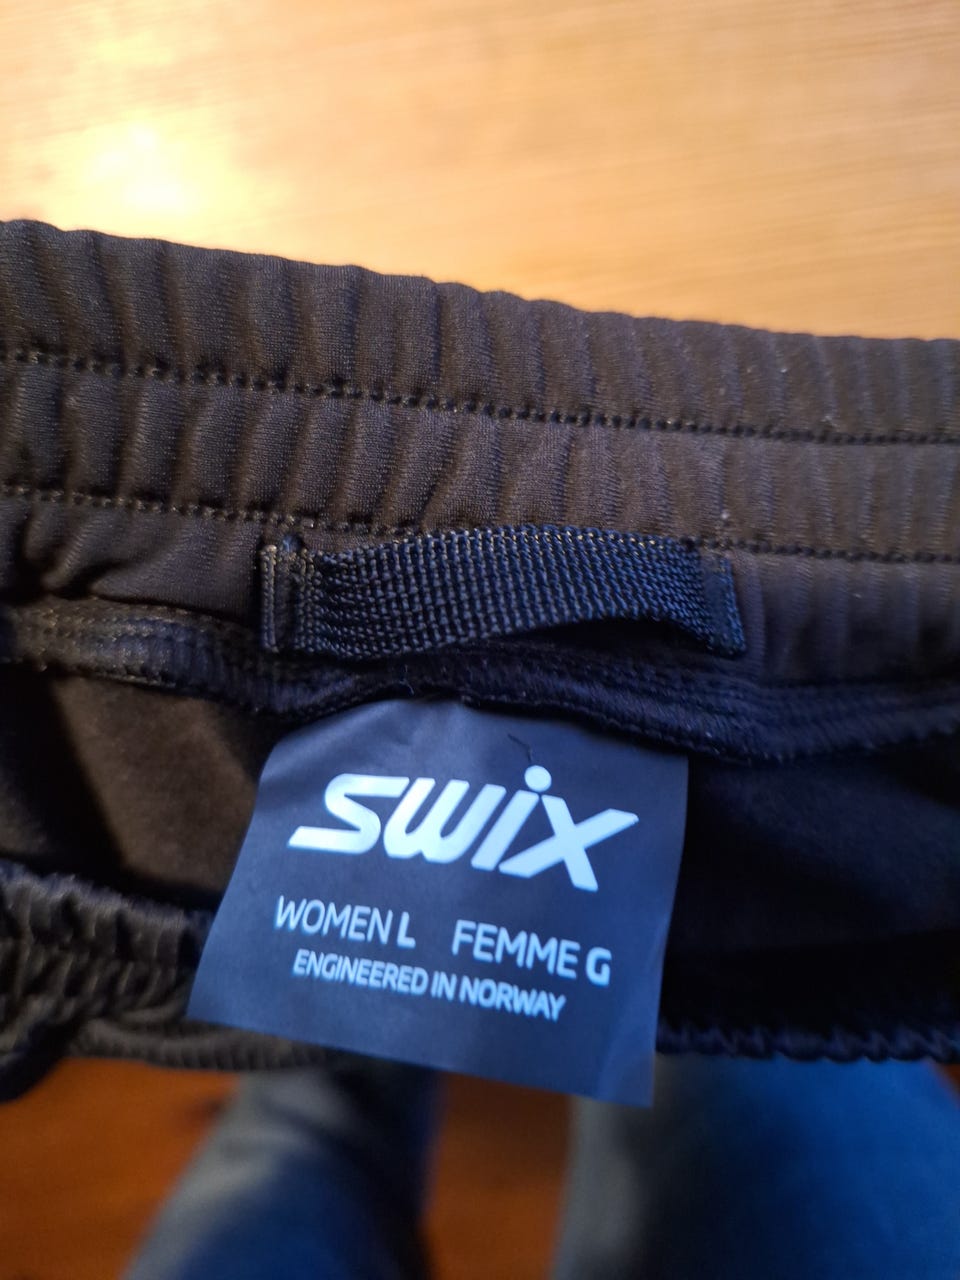 SWIX
WOMEN L FEMME G
ENGINEERED IN NORWAY